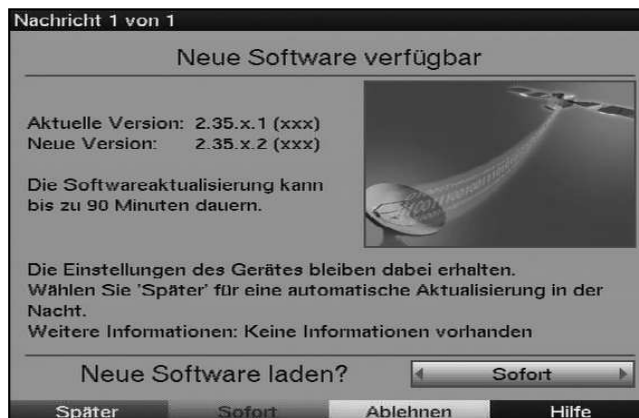 Nachricht 1 von 1
Neue Software verfügbar
Aktuelle Version: 2.35.x.1 (xxx)
Neue Version: 2.35.x.2 (xxx)
Die Softwareaktualisierung kann
bis zu 90 Minuten dauern.
Die Einstellungen des Gerätes bleiben dabei erhalten.
Wählen Sie 'Später' für eine automatische Aktualisierung in der
Nacht.
Weitere Informationen: Keine Informationen vorhanden
Neue Software laden? Sofort
Später Sofort Ablehnen Hilfe